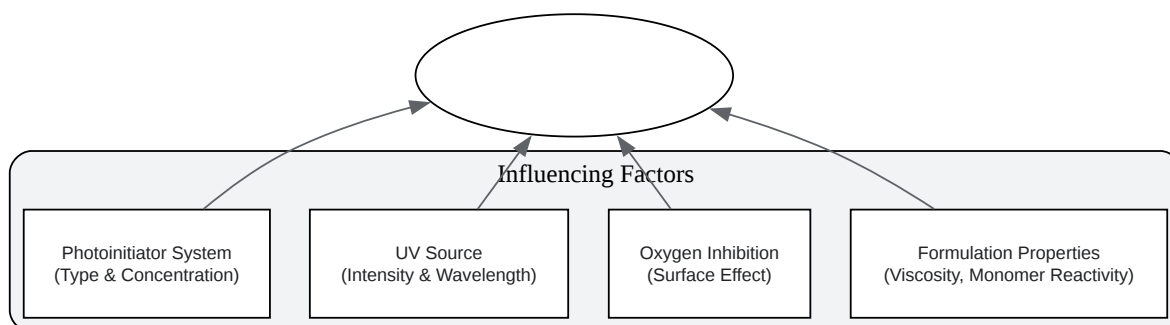 Influencing Factors
Photoinitiator System
(Type & Concentration)
UV Source
(Intensity & Wavelength)
Oxygen Inhibition
(Surface Effect)
Formulation Properties
(Viscosity, Monomer Reactivity)